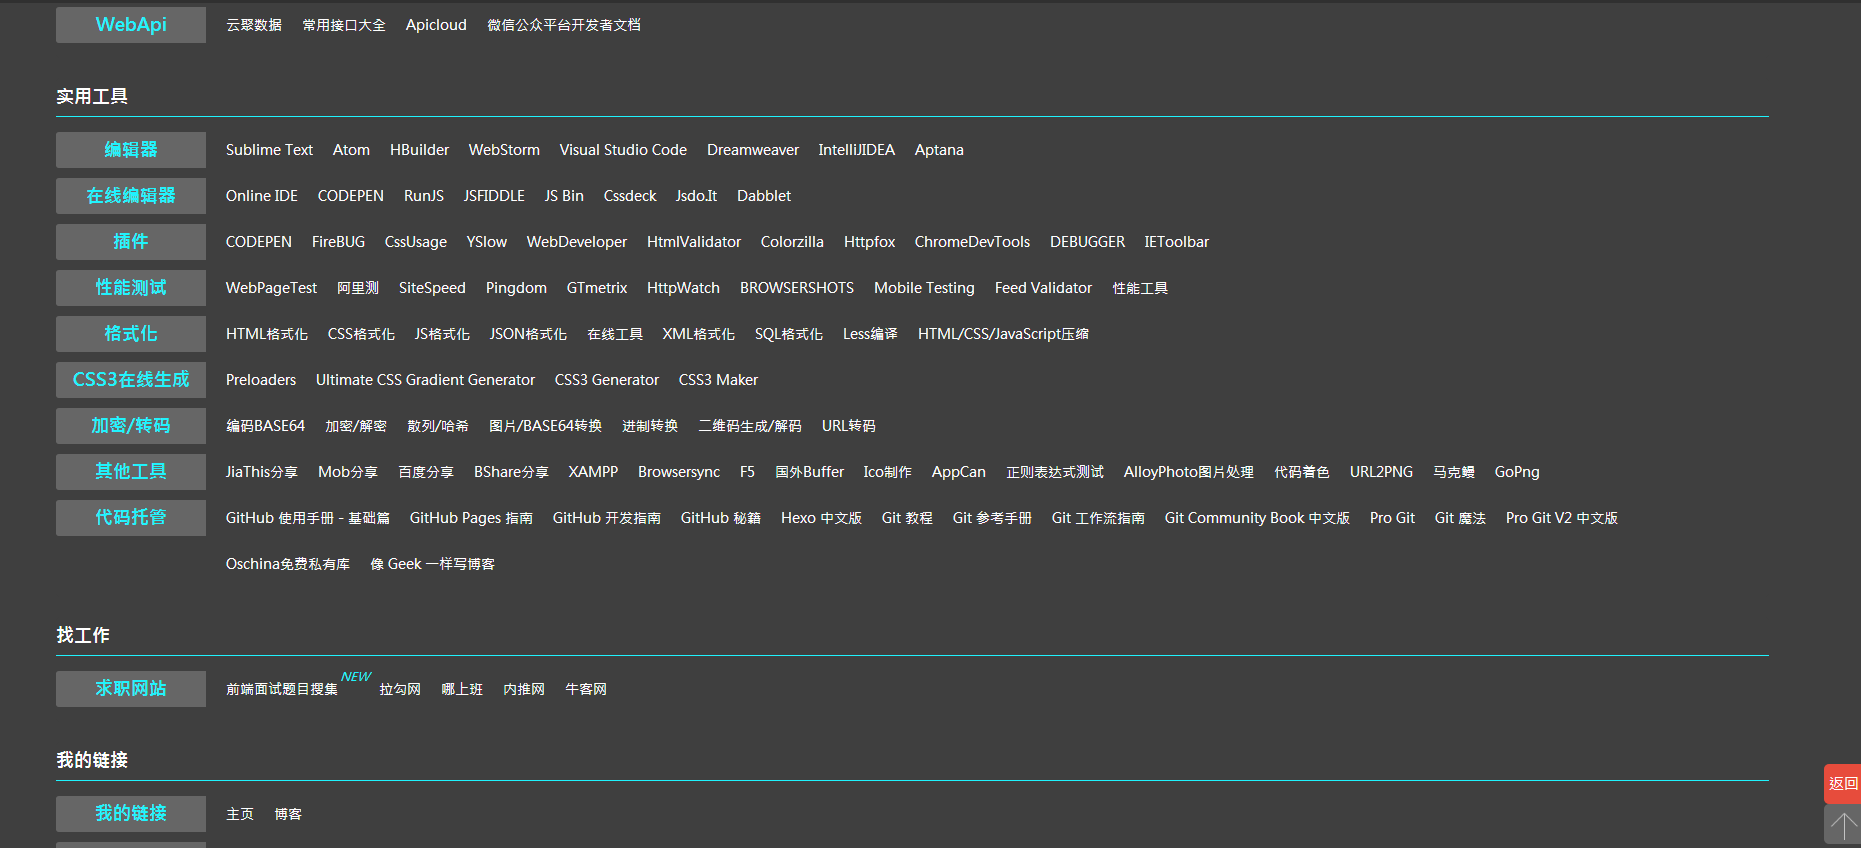 WebApi 云聚数据 常用接口大全 Apicloud 微信公众平台开发者文档
实用工具
编辑器 Sublime Text Atom HBuilder WebStorm Visual Studio Code Dreamweaver IntelliJIDEA Aptana
在线编辑器 Online IDE CODEPEN RunJS JSFIDDLE JS Bin Cssdeck Jsdo.It Dabblet
插件 CODEPEN FireBUG CssUsage YSlow WebDeveloper HtmlValidator Colorzilla Httpfox ChromeDevTools DEBUGGER IEToolbar
性能测试 WebPageTest 阿里测 SiteSpeed Pingdom GTmetrix HttpWatch BROWSERSHOTS Mobile Testing Feed Validator 性能工具
格式化 HTML格式化 CSS格式化 JS格式化 JSON格式化 在线工具 XML格式化 SQL格式化 Less编译 HTML/CSS/JavaScript压缩
CSS3在线生成 Preloaders Ultimate CSS Gradient Generator CSS3 Generator CSS3 Maker
加密/转码 编码BASE64 加密/解密 散列/哈希 图片/BASE64转换 进制转换 二维码生成/解码 URL转码
其他工具 JiaThis分享 Mob分享 百度分享 BShare分享 XAMPP Browsersync F5 国外Buffer Ico制作 AppCan 正则表达式测试 AlloyPhoto图片处理 代码着色 URL2PNG 马克鳗 GoPng
代码托管 GitHub 使用手册 - 基础篇 GitHub Pages 指南 GitHub 开发指南 GitHub 秘籍 Hexo 中文版 Git 教程 Git 参考手册 Git 工作流指南 Git Community Book 中文版 Pro Git Git 魔法 Pro Git V2 中文版
Oschina免费私有库 像 Geek 一样写博客
找工作
求职网站 前端面试题目搜集 NEW 拉勾网 哪上班 内推网 牛客网
我的链接
返回
我的链接 主页 博客